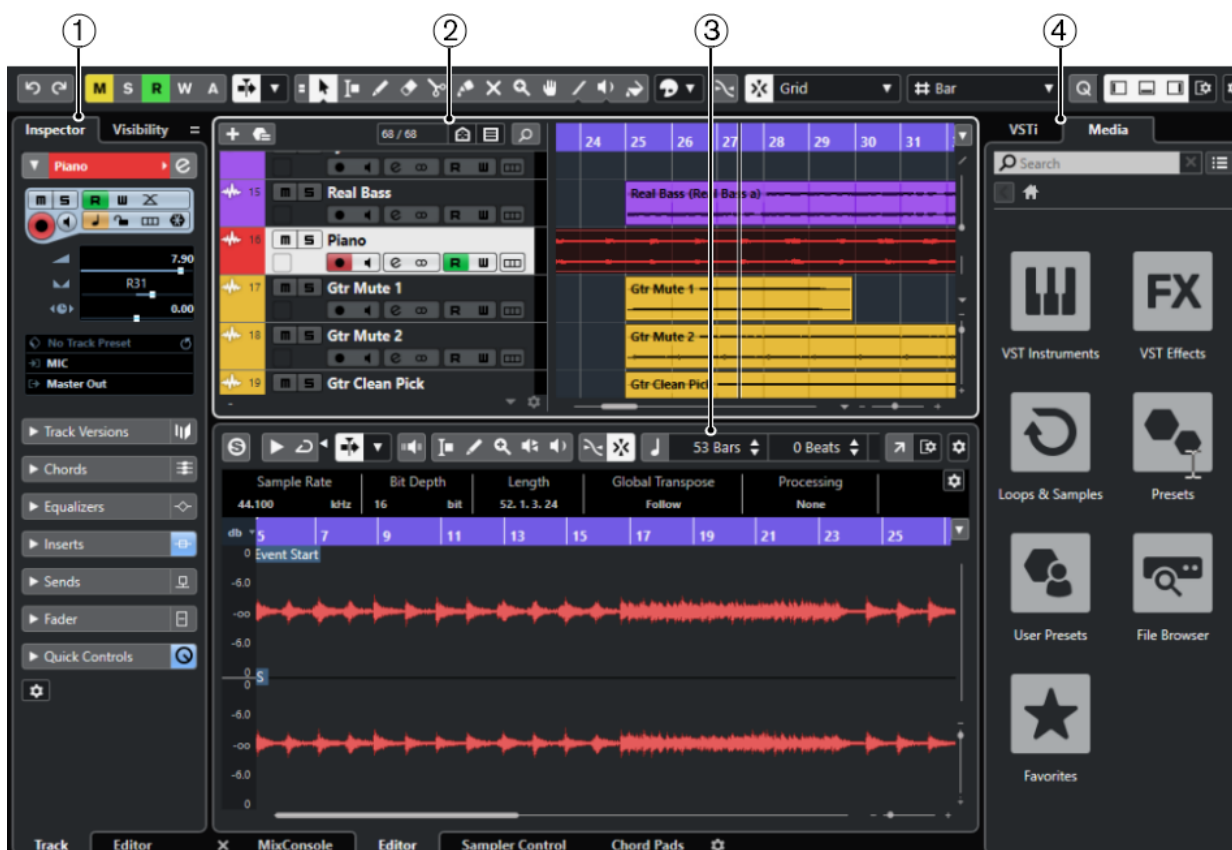 1
2
3
4
M S R W A
Grid
Bar
Q
Inspector Visibility
Piano
e
m S R W
7.90
R31
0.00
No Track Preset
MIC
Master Out
Track Versions
Chords
Equalizers
Inserts
Sends
Fader
Quick Controls
68 / 68
24 25 26 27 28 29 30 31
e R W
15 m S Real Bass
e R W
Real Bass (Real Bass a)
16 m S Piano
e R W
17 m S Gtr Mute 1
e R W
Gtr Mute 1
18 m S Gtr Mute 2
e R W
Gtr Mute 2
19 m S Gtr Clean Pick
Gtr Clean Pick
S
53 Bars
0 Beats
Sample Rate Bit Depth Length Global Transpose Processing
44.100 kHz 16 bit 52. 1. 3. 24 Follow None
db 5 7 9 11 13 15 17 19 21 23 25
0 Event Start
-6.0
-oo
-6.0
0
0
S
-6.0
-oo
-6.0
0
VSTi Media
Search
VST Instruments
FX
VST Effects
Loops & Samples
Presets
User Presets
File Browser
Favorites
Track Editor
MixConsole Editor Sampler Control Chord Pads